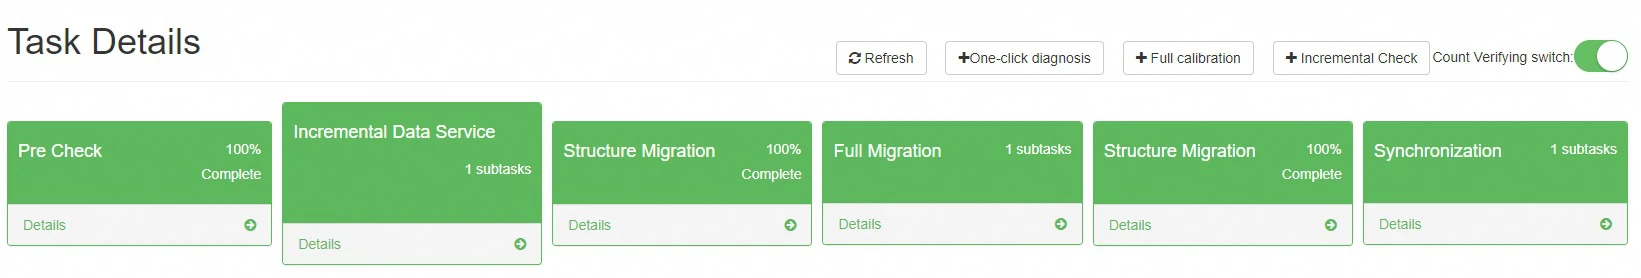 Task Details
Refresh
+One-click diagnosis
+ Full calibration
+ Incremental Check
Count Verifying switch:
Pre Check
100%
Complete
Details
Incremental Data Service
1 subtasks
Details
Structure Migration
100%
Complete
Details
Full Migration
1 subtasks
Details
Structure Migration
100%
Complete
Details
Synchronization
1 subtasks
Details